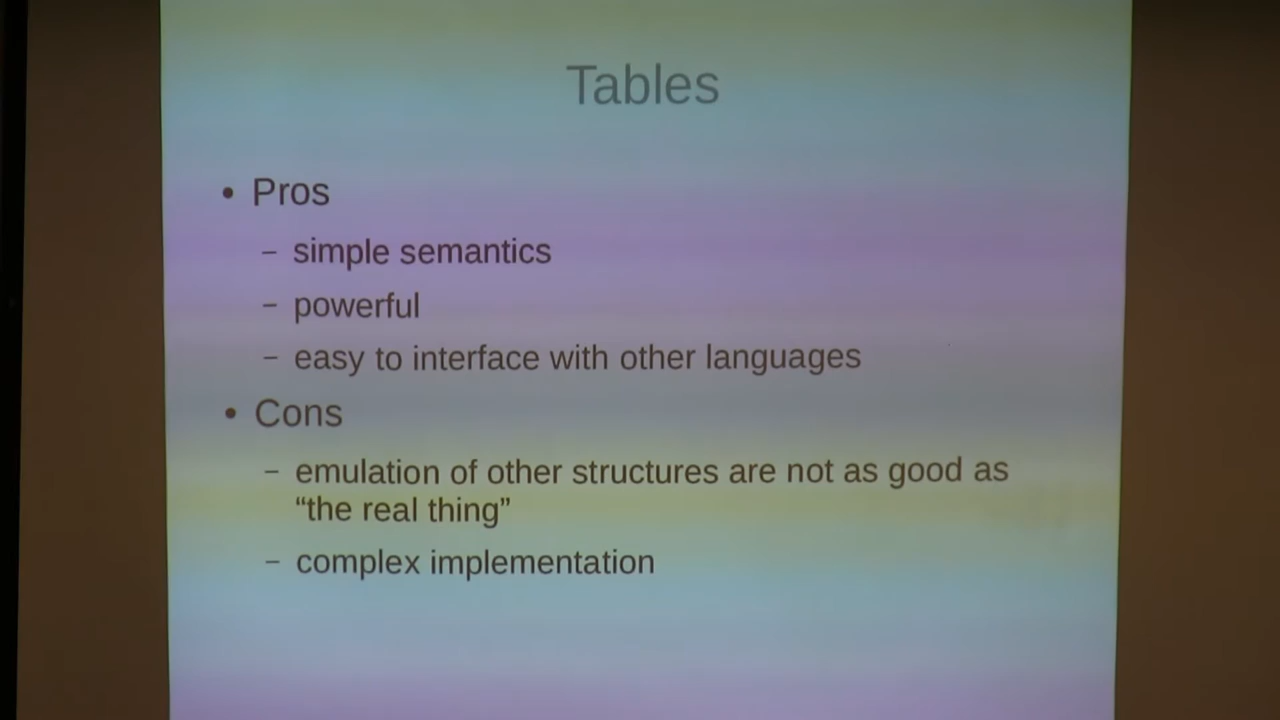 Tables
• Pros
– simple semantics
– powerful
– easy to interface with other languages
• Cons
– emulation of other structures are not as good as
“the real thing”
– complex implementation